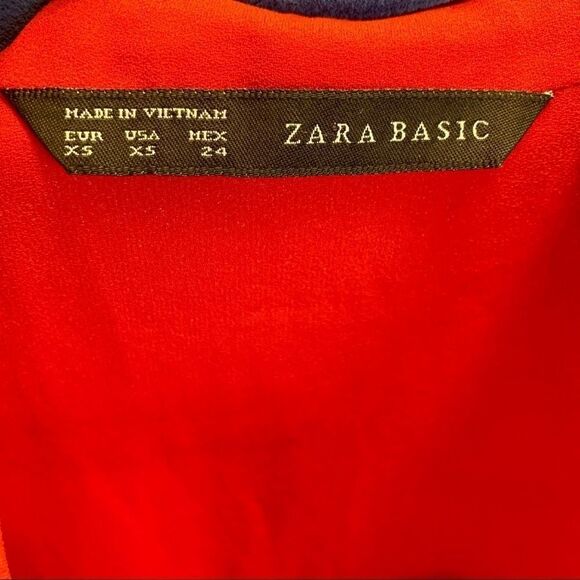 MADE IN VIETNAM
EUR USA MEX
XS XS 24
ZARA BASIC